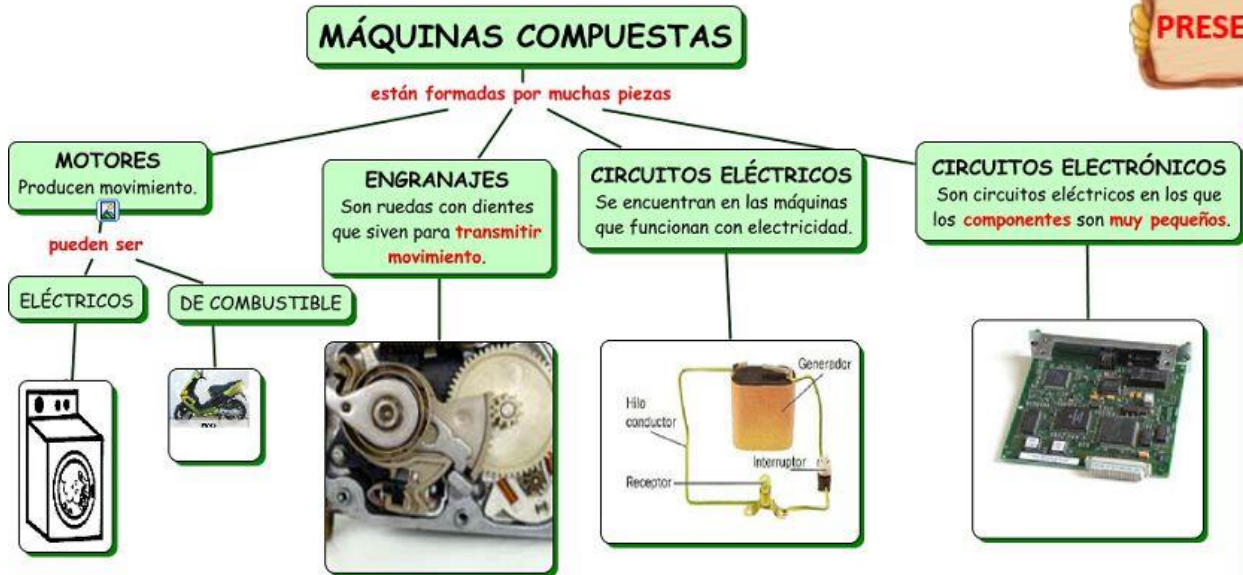 MÁQUINAS COMPUESTAS
PRESE
están formadas por muchas piezas
MOTORES
Producen movimiento.
pueden ser
ELÉCTRICOS
DE COMBUSTIBLE
ENGRANAJES
Son ruedas con dientes
que siven para transmitir
movimiento.
CIRCUITOS ELÉCTRICOS
Se encuentran en las máquinas
que funcionan con electricidad.
Generador
Hilo
conductor
Interruptor
Receptor
CIRCUITOS ELECTRÓNICOS
Son circuitos eléctricos en los que
los componentes son muy pequeños.